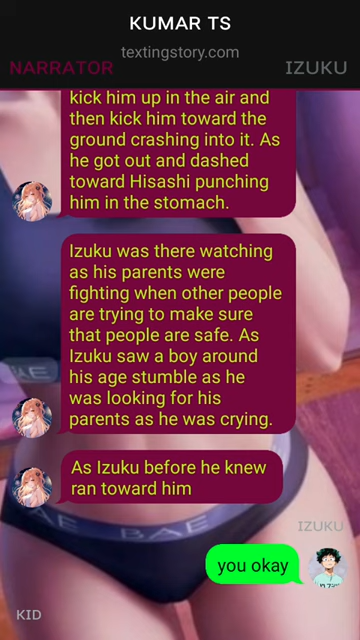 KUMAR TS
textingstory.com
NARRATOR
IZUKU
kick him up in the air and
then kick him toward the
ground crashing into it. As
he got out and dashed
toward Hisashi punching
him in the stomach.
Izuku was there watching
as his parents were
fighting when other people
are trying to make sure
that people are safe. As
Izuku saw a boy around
his age stumble as he
was looking for his
parents as he was crying.
As Izuku before he knew
ran toward him
IZUKU
you okay
KID
BAE
AE
BAE
BAE